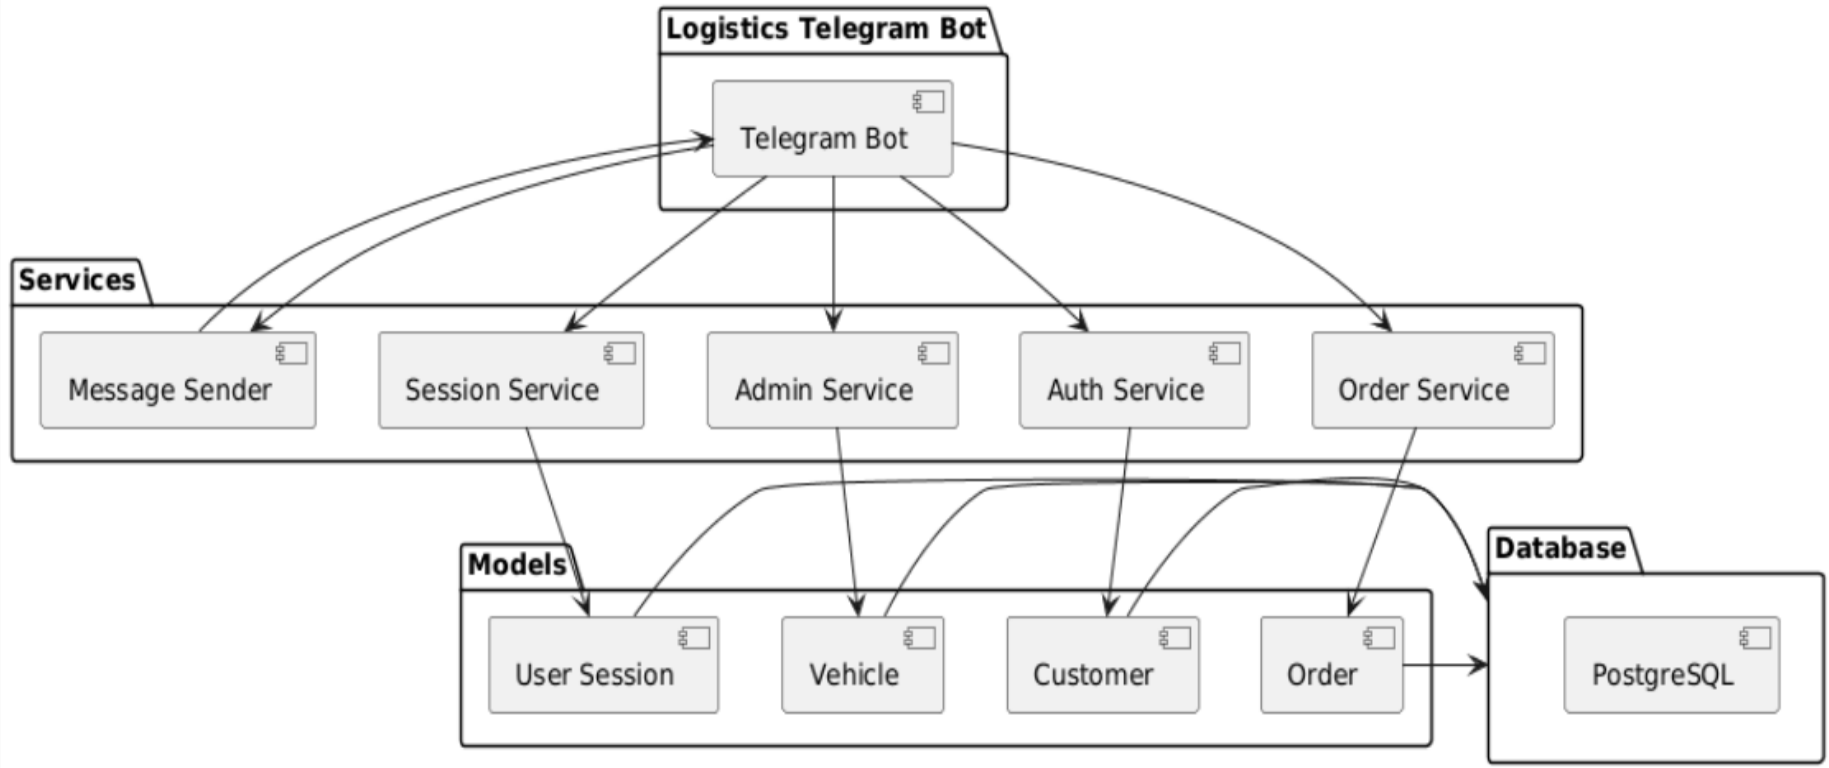 Logistics Telegram Bot
Telegram Bot
Services
Message Sender
Session Service
Admin Service
Auth Service
Order Service
Models
Database
User Session
Vehicle
Customer
Order
PostgreSQL